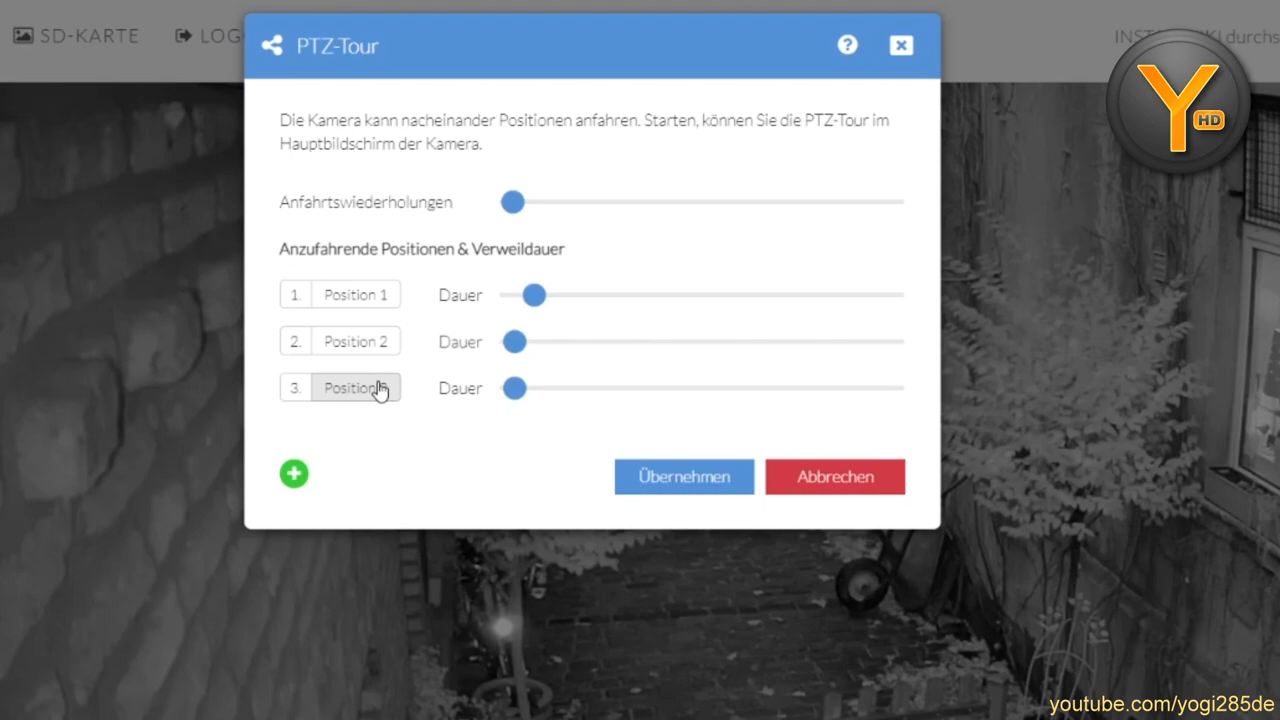 SD-KARTE
PTZ-Tour
Y HD
Die Kamera kann nacheinander Positionen anfahren. Starten, können Sie die PTZ-Tour im
Hauptbildschirm der Kamera.
Anfahrtswiederholungen
Anzufahrende Positionen & Verweildauer
1. Position 1 Dauer
2. Position 2 Dauer
3. Position Dauer
Übernehmen Abbrechen
youtube.com/yogi285de